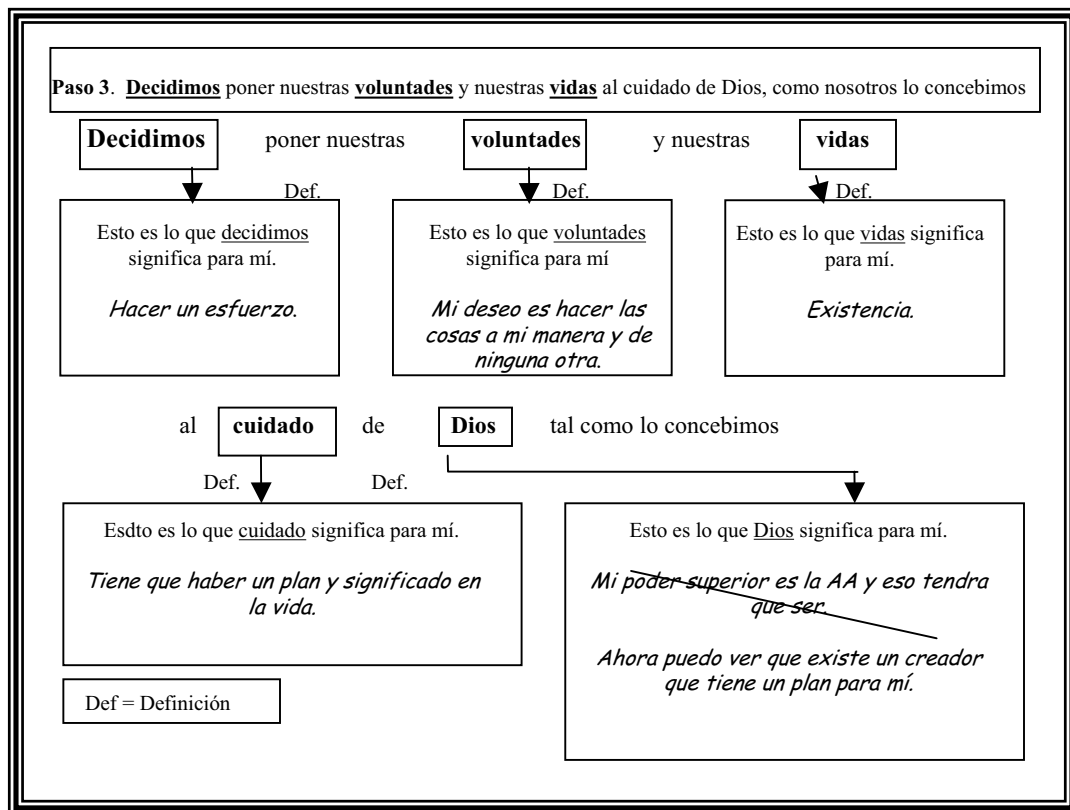 Paso 3. Decidimos poner nuestras voluntades y nuestras vidas al cuidado de Dios, como nosotros lo concebimos
Decidimos poner nuestras voluntades y nuestras vidas
Def. Def. Def.
Esto es lo que decidimos
significa para mí.
Hacer un esfuerzo.
Esto es lo que voluntades
significa para mí
Mi deseo es hacer las
cosas a mi manera y de
ninguna otra.
Esto es lo que vidas significa
para mí.
Existencia.
al cuidado de Dios tal como lo concebimos
Def. Def.
Esdto es lo que cuidado significa para mí.
Tiene que haber un plan y significado en
la vida.
Esto es lo que Dios significa para mí.
Mi poder superior es la AA y eso tendra
que ser.
Ahora puedo ver que existe un creador
que tiene un plan para mí.
Def = Definición